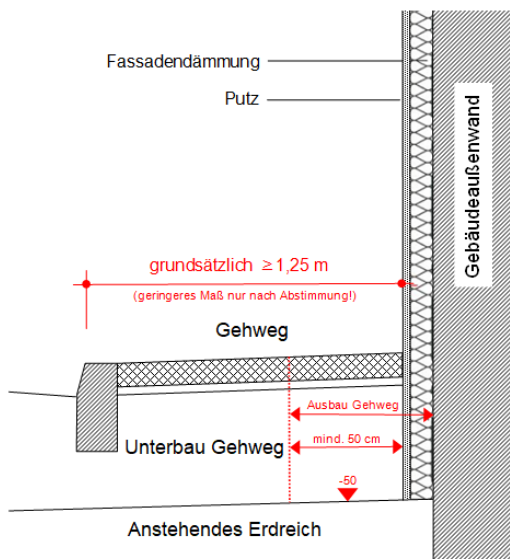 Fassadendämmung
Putz
Gebäudeaußenwand
grundsätzlich ≥ 1,25 m
(geringeres Maß nur nach Abstimmung!)
Gehweg
Ausbau Gehweg
Unterbau Gehweg
mind. 50 cm
-50
Anstehendes Erdreich